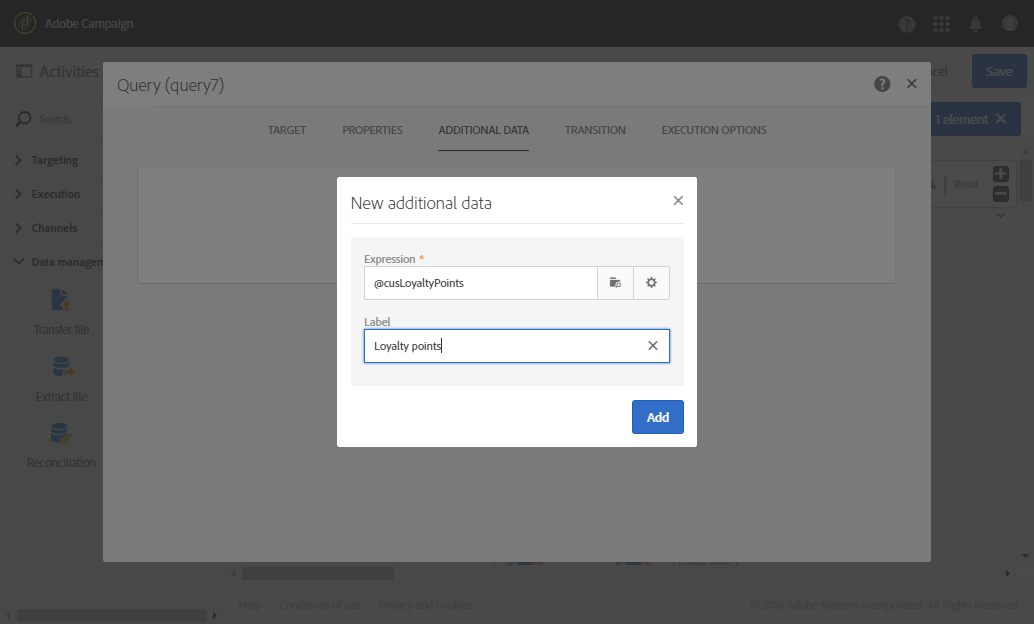 Adobe Campaign
Activities
cel
Save
Query (query7)
Search...
1 element
TARGET PROPERTIES ADDITIONAL DATA TRANSITION EXECUTION OPTIONS
Targeting
% Reset
Execution
Channels
Data managem
New additional data
Expression *
@cusLoyaltyPoints
Label
Loyalty points
Add
Transfer file
Extract file
Reconciliation
Help Conditions of use Privacy and cookies
© 2016 Adobe Systems Incorporated. All Rights Reserved.